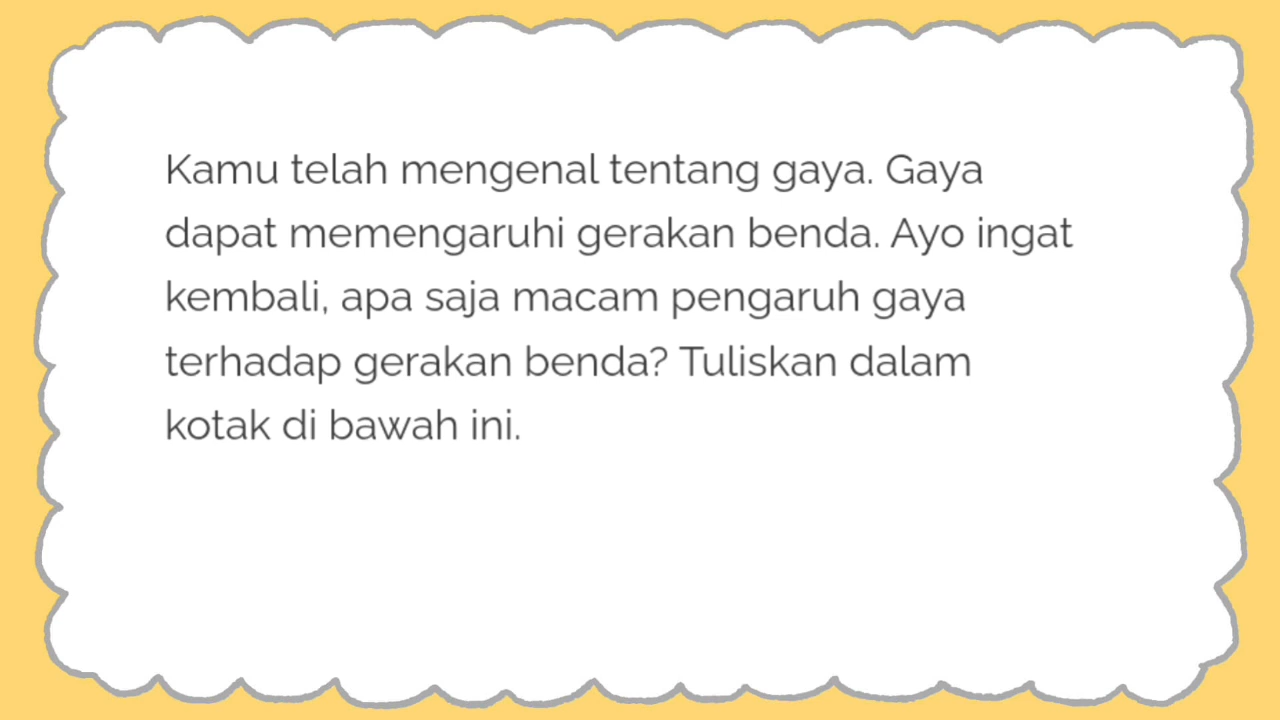 Kamu telah mengenal tentang gaya. Gaya
dapat memengaruhi gerakan benda. Ayo ingat
kembali, apa saja macam pengaruh gaya
terhadap gerakan benda? Tuliskan dalam
kotak di bawah ini.